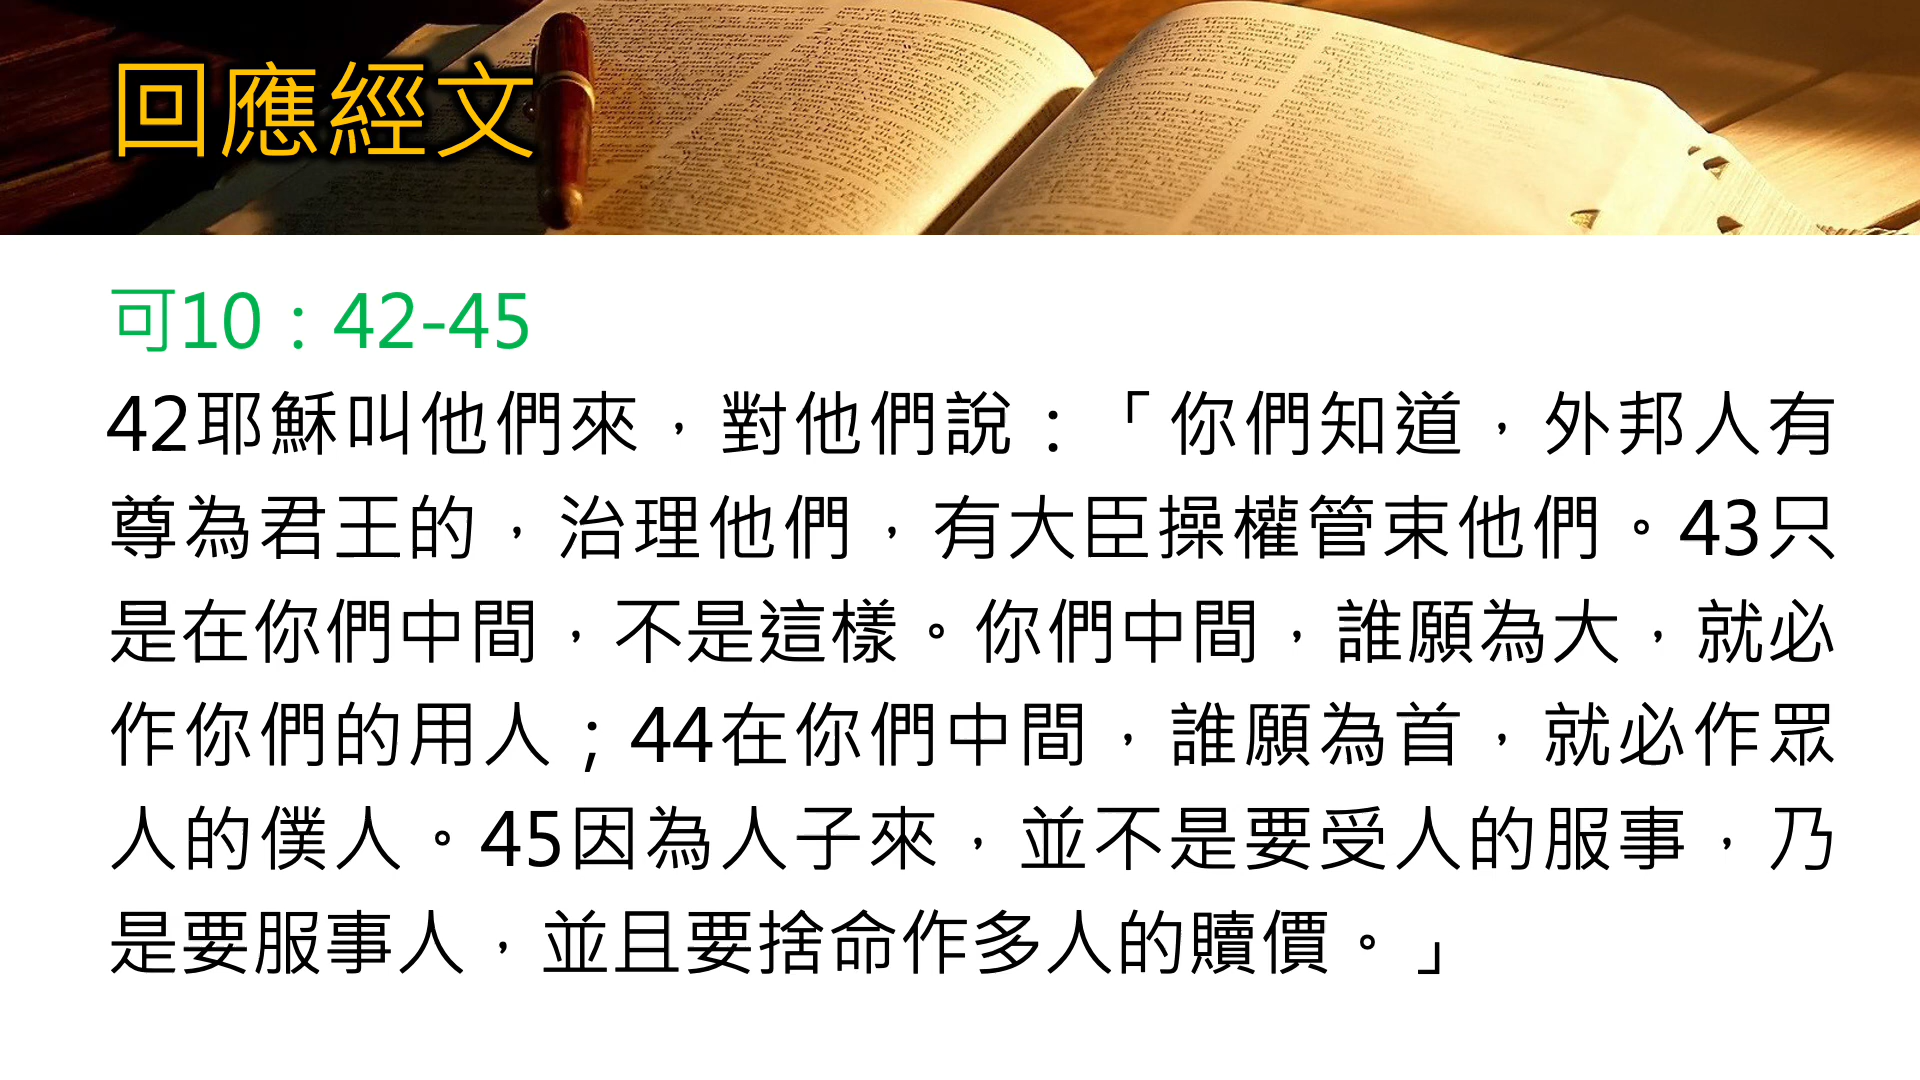 回應經文
可10：42-45
42耶穌叫他們來，對他們說：「你們知道，外邦人有
尊為君王的，治理他們，有大臣操權管束他們。43只
是在你們中間，不是這樣。你們中間，誰願為大，就必
作你們的用人；44在你們中間，誰願為首，就必作眾
人的僕人。45因為人子來，並不是要受人的服事，乃
是要服事人，並且要捨命作多人的贖價。」